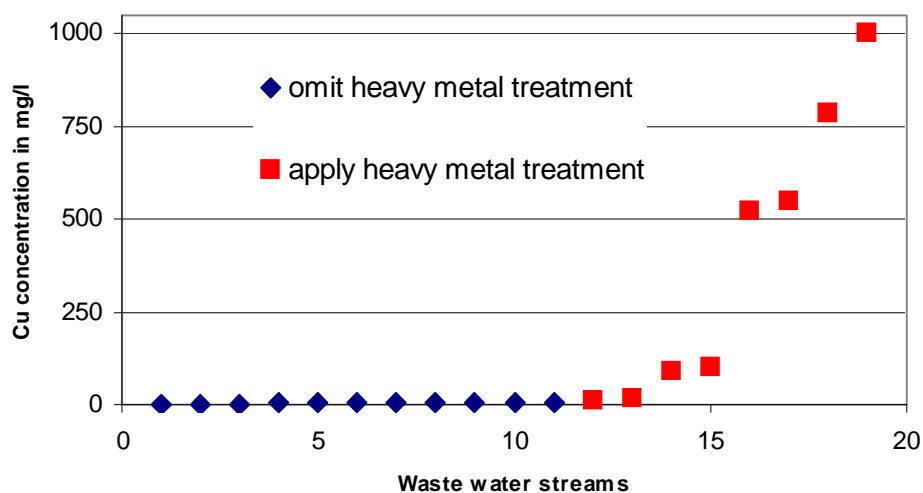 1000
750
500
250
0
Cu concentration in mg/l
omit heavy metal treatment
apply heavy metal treatment
0 5 10 15 20
Waste water streams